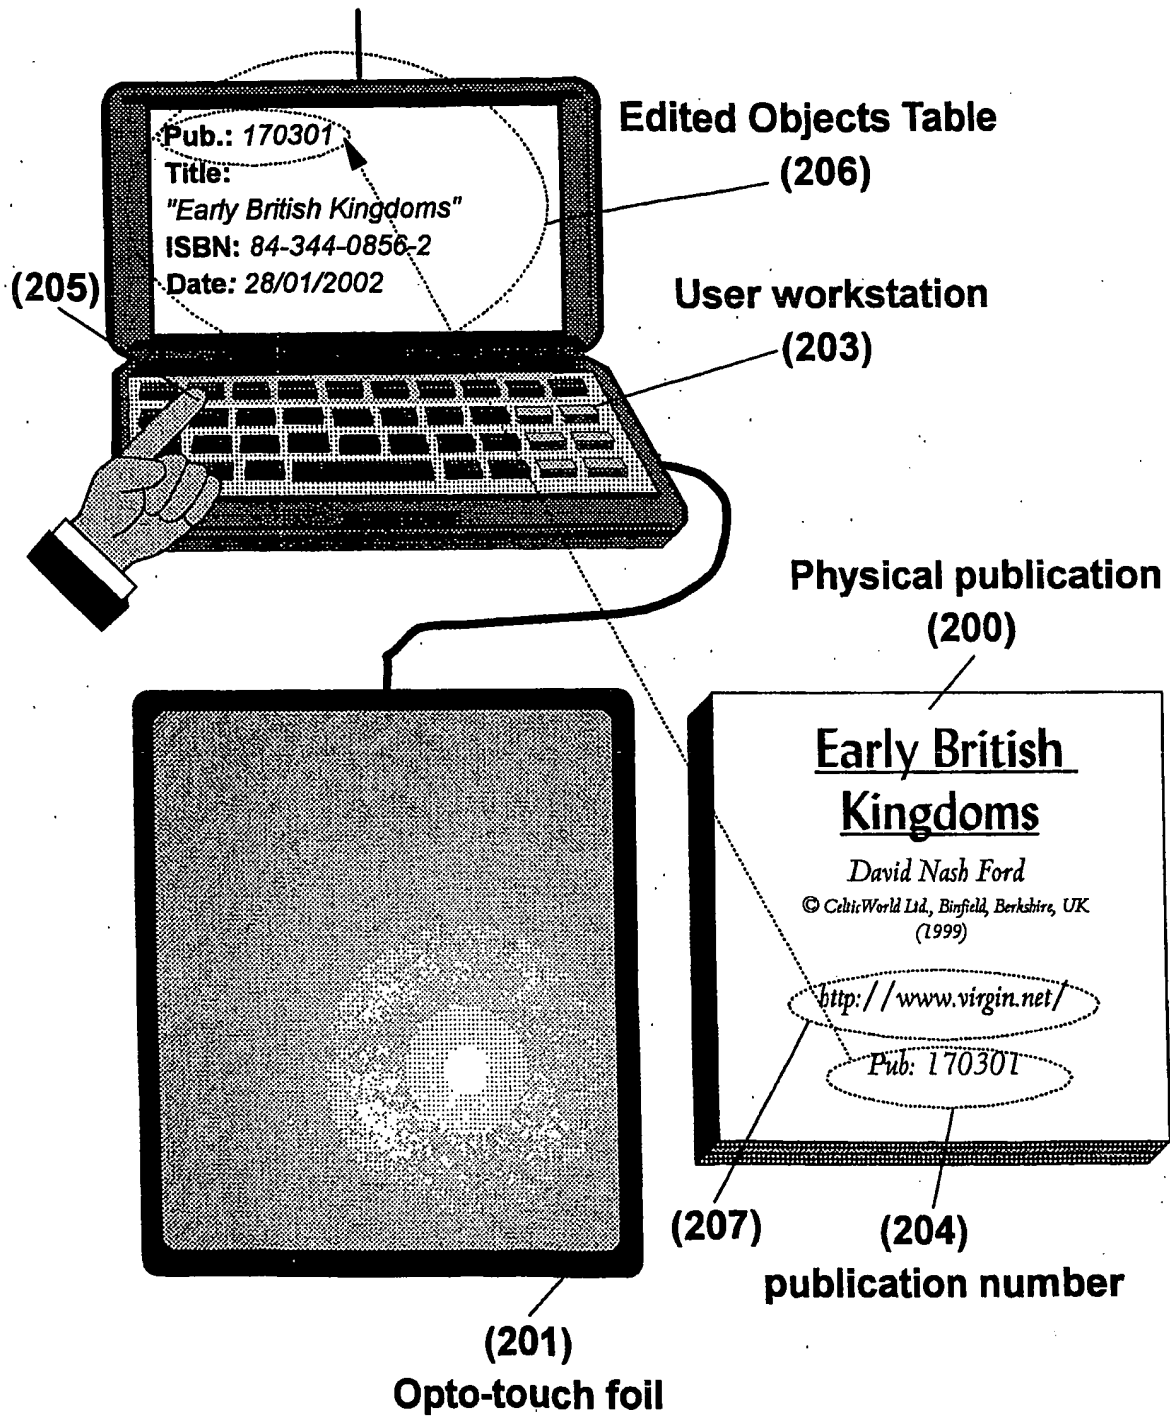 Pub.: 170301
Title:
"Early British Kingdoms"
ISBN: 84-344-0856-2
Date: 28/01/2002
Edited Objects Table
(206)
(205)
User workstation
(203)
Physical publication
(200)
Early British
Kingdoms
David Nash Ford
© CelticWorld Ltd., Binfield, Berkshire, UK
(1999)
http://www.virgin.net/
Pub: 170301
(207)
(204)
publication number
(201)
Opto-touch foil